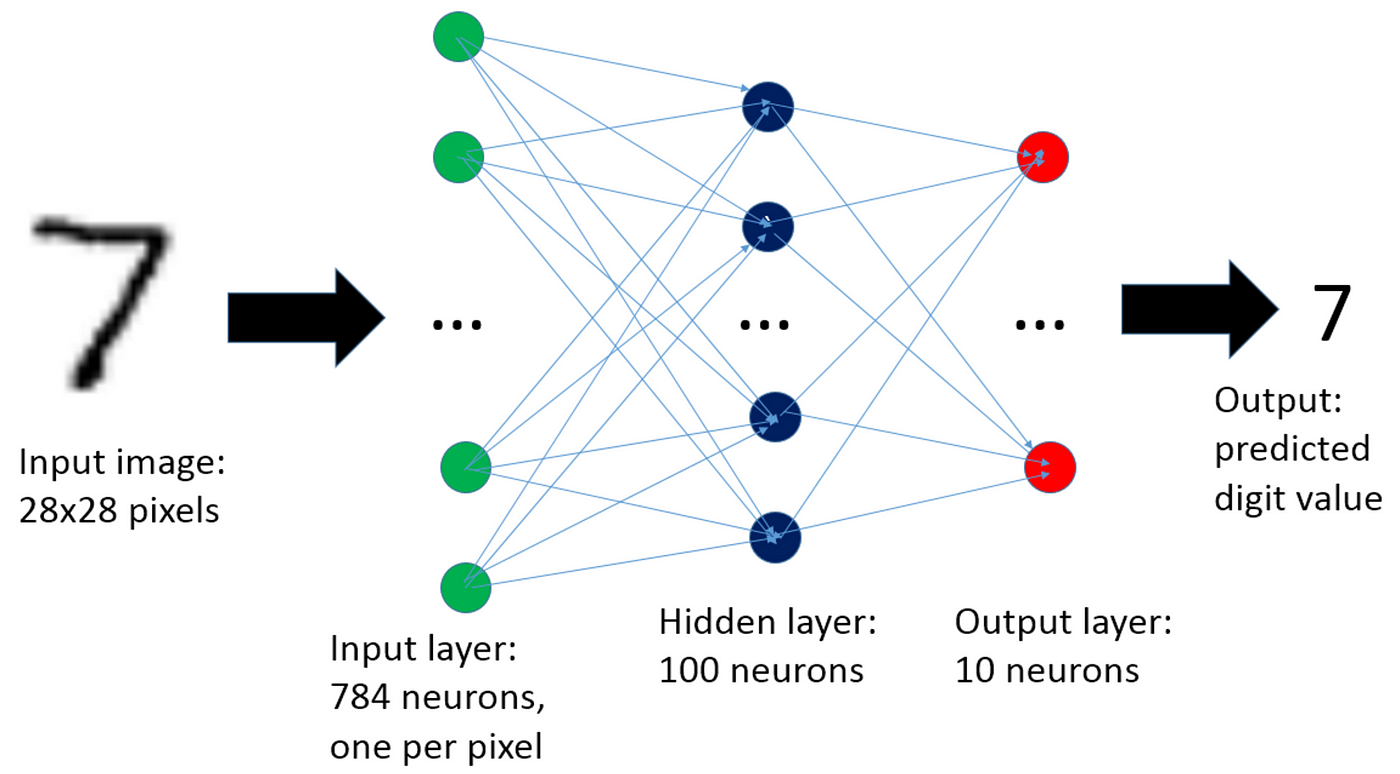 7
Input image:
28x28 pixels
...
...
...
7
Output:
predicted
digit value
Input layer:
784 neurons,
one per pixel
Hidden layer:
100 neurons
Output layer:
10 neurons